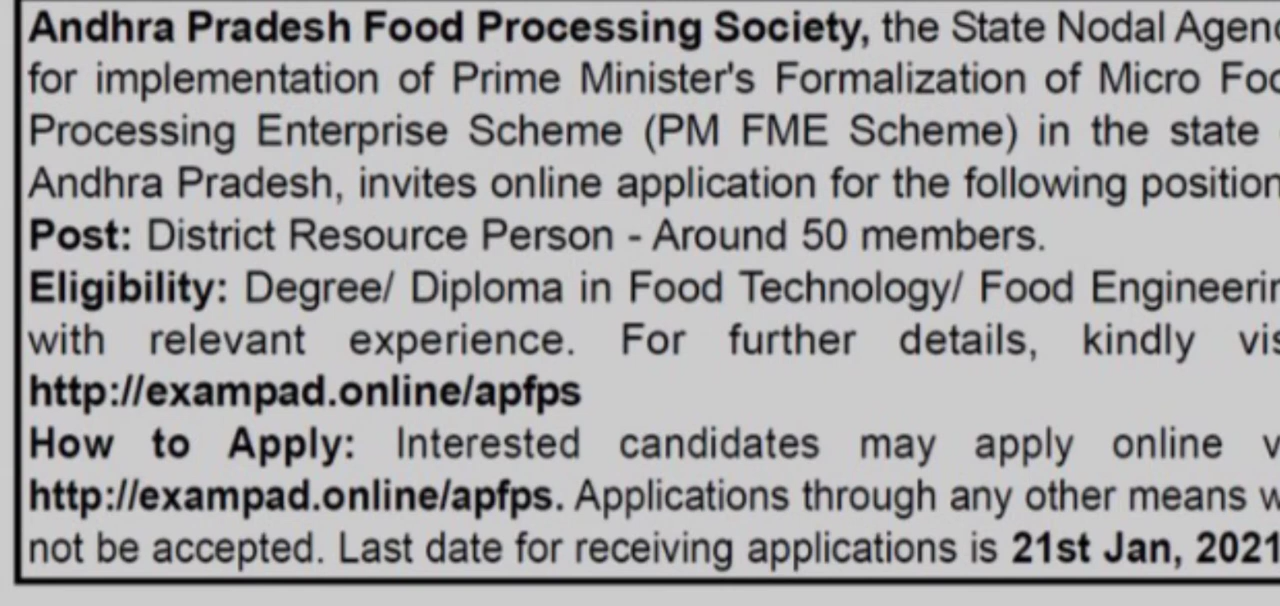 Andhra Pradesh Food Processing Society, the State Nodal Agenc
for implementation of Prime Minister's Formalization of Micro Foo
Processing Enterprise Scheme (PM FME Scheme) in the state
Andhra Pradesh, invites online application for the following position
Post: District Resource Person - Around 50 members.
Eligibility: Degree/ Diploma in Food Technology/ Food Engineerin
with relevant experience. For further details, kindly vis
http://exampad.online/apfps
How to Apply: Interested candidates may apply online v
http://exampad.online/apfps. Applications through any other means w
not be accepted. Last date for receiving applications is 21st Jan, 2021